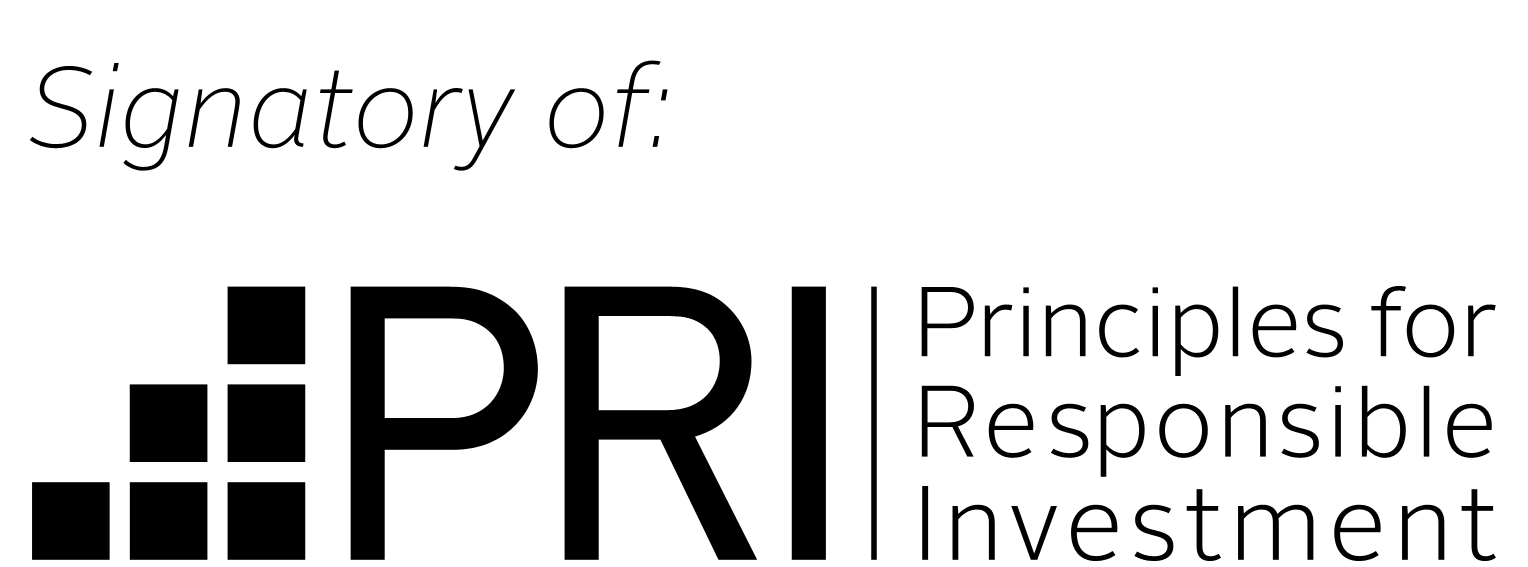 Signatory of:
PRI
Principles for
Responsible
Investment